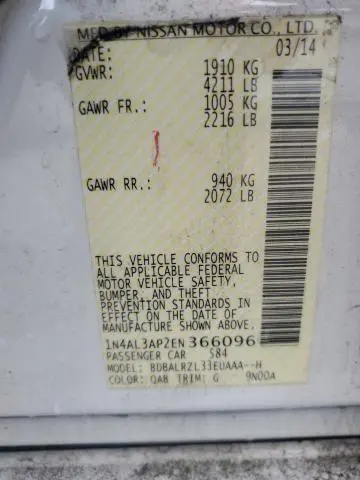 MFD BY NISSAN MOTOR CO., LTD.
DATE: 03/14
GVWR: 1910 KG
4211 LB
GAWR FR.: 1005 KG
2216 LB
GAWR RR.: 940 KG
2072 LB
THIS VEHICLE CONFORMS TO
ALL APPLICABLE FEDERAL
MOTOR VEHICLE SAFETY,
BUMPER, AND THEFT
PREVENTION STANDARDS IN
EFFECT ON THE DATE OF
MANUFACTURE SHOWN ABOVE.
1N4AL3AP2EN366096
PASSENGER CAR S84
MODEL: BDBALRZL33EUAAA--H
COLOR: QAB TRIM: G 9N00A